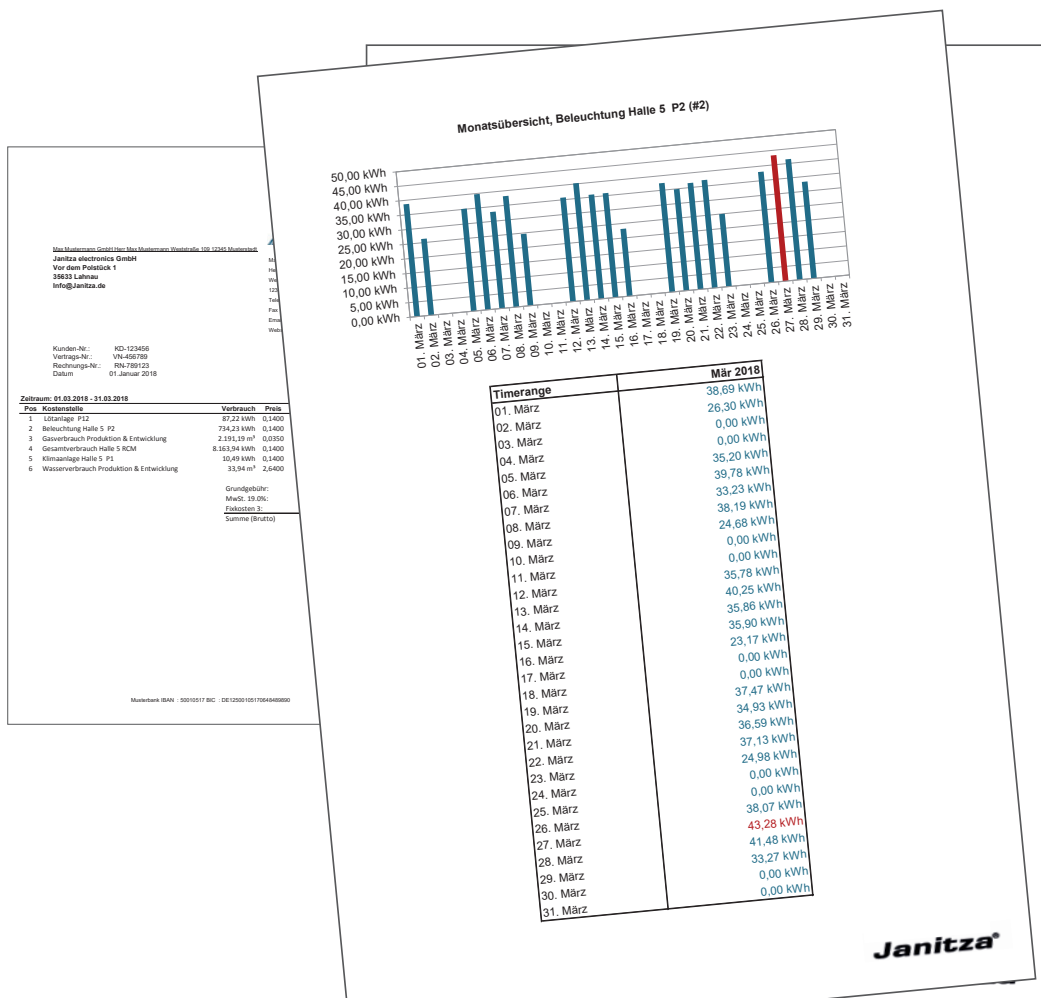 Max Mustermann GmbH Herr Max Mustermann Weststraße 109 12345 Musterstadt
Janitza electronics GmbH
Vor dem Polstück 1
35633 Lahnau
Info@Janitza.de
123
Tele
Fax
Kunden-Nr.: KD-123456
Vertrags-Nr.: VN-456789
Rechnungs-Nr.: RN-789123
Datum 01.Januar 2018
Zeitraum: 01.03.2018 - 31.03.2018
Pos Kostenstelle Verbrauch Preis
1 Lötanlage P12 87,22 kWh 0,1400
2 Beleuchtung Halle 5 P2 734,23 kWh 0,1400
3 Gasverbrauch Produktion & Entwicklung 2.191,19 m³ 0,0350
4 Gesamtverbrauch Halle 5 RCM 8.163,94 kWh 0,1400
5 Klimaanlage Halle 5 P1 10,49 kWh 0,1400
6 Wasserverbrauch Produktion & Entwicklung 33,94 m³ 2,6400
Grundgebühr:
MwSt. 19.0%:
Fixkosten 3:
Summe (Brutto)
Musterbank IBAN : 50010517 BIC : DE12500105170648489890
Monatsübersicht, Beleuchtung Halle 5 P2 (#2)
50,00 kWh
45,00 kWh
40,00 kWh
35,00 kWh
30,00 kWh
25,00 kWh
20,00 kWh
15,00 kWh
10,00 kWh
5,00 kWh
0,00 kWh
01. März
02. März
03. März
04. März
05. März
06. März
07. März
08. März
09. März
10. März
11. März
12. März
13. März
14. März
15. März
16. März
17. März
18. März
19. März
20. März
21. März
22. März
23. März
24. März
25. März
26. März
27. März
28. März
29. März
30. März
31. März
Timerange Mär 2018
01. März 38,69 kWh
02. März 26,30 kWh
03. März 0,00 kWh
04. März 0,00 kWh
05. März 35,20 kWh
06. März 39,78 kWh
07. März 33,23 kWh
08. März 38,19 kWh
09. März 24,68 kWh
10. März 0,00 kWh
11. März 0,00 kWh
12. März 35,78 kWh
13. März 40,25 kWh
14. März 35,86 kWh
15. März 35,90 kWh
16. März 23,17 kWh
17. März 0,00 kWh
18. März 0,00 kWh
19. März 37,47 kWh
20. März 34,93 kWh
21. März 36,59 kWh
22. März 37,13 kWh
23. März 24,98 kWh
24. März 0,00 kWh
25. März 0,00 kWh
26. März 38,07 kWh
27. März 43,28 kWh
28. März 41,48 kWh
29. März 33,27 kWh
30. März 0,00 kWh
31. März 0,00 kWh
Janitza®